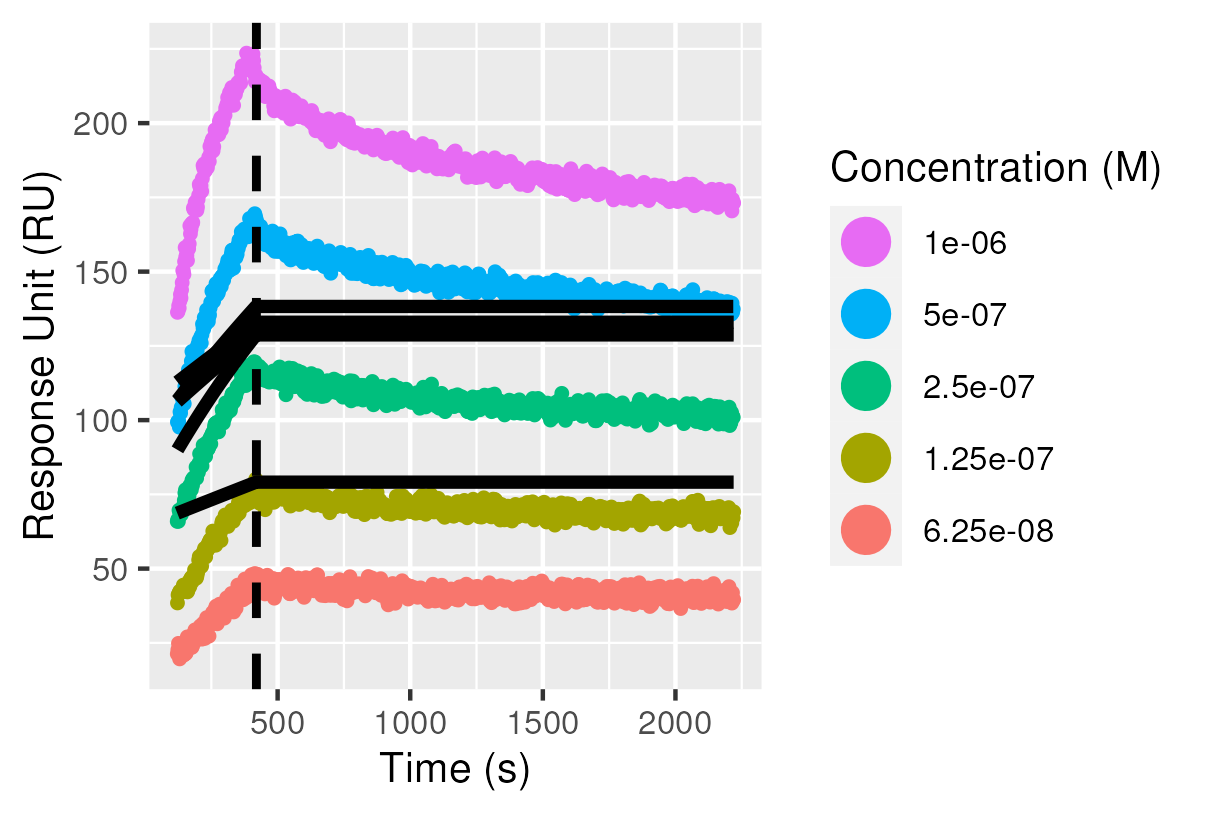 Response Unit (RU)
200
150
100
50
500 1000 1500 2000
Time (s)
Concentration (M)
1e-06
5e-07
2.5e-07
1.25e-07
6.25e-08